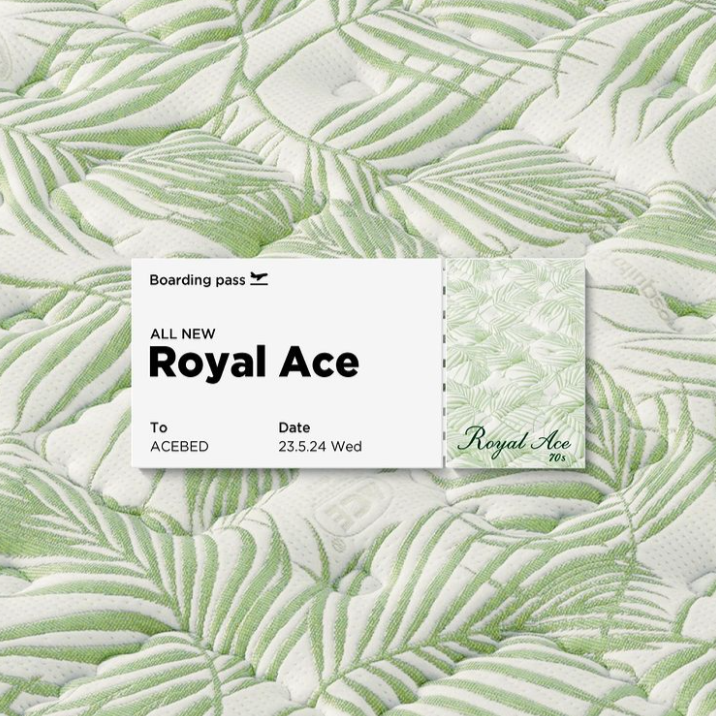 Boarding pass
ALL NEW
Royal Ace
To
ACEBED
Date
23.5.24 Wed
Royal Ace
70s